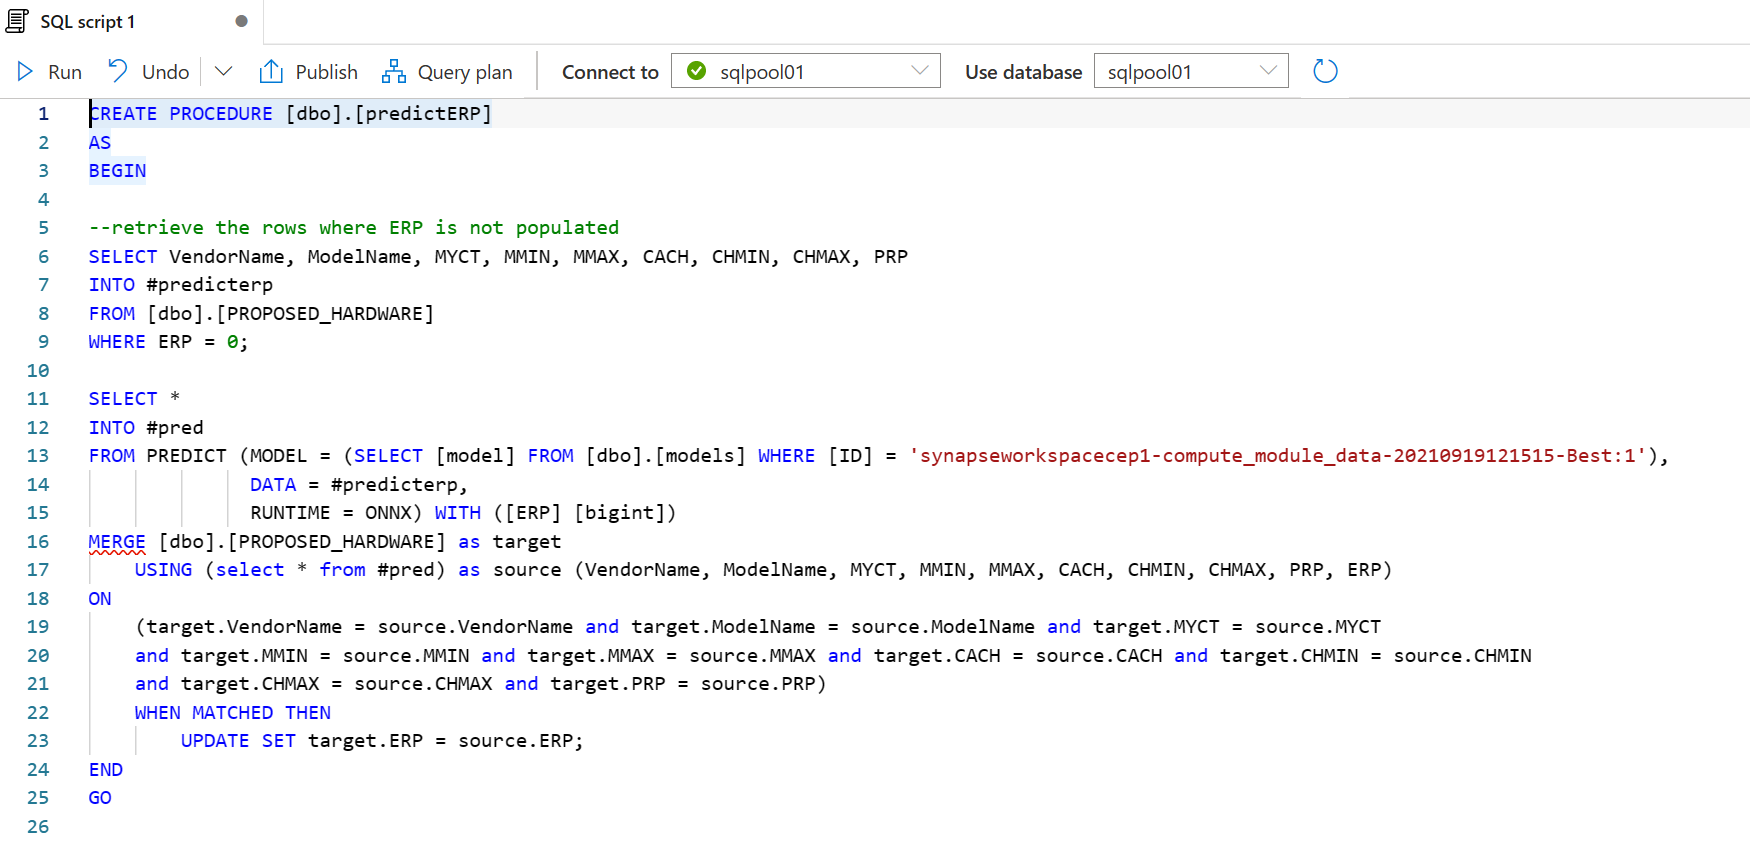 SQL script 1
Run Undo Publish Query plan Connect to sqlpool01 Use database sqlpool01
1 CREATE PROCEDURE [dbo].[predictERP]
2 AS
3 BEGIN
4
5 --retrieve the rows where ERP is not populated
6 SELECT VendorName, ModelName, MYCT, MMIN, MMAX, CACH, CHMIN, CHMAX, PRP
7 INTO #predicterp
8 FROM [dbo].[PROPOSED_HARDWARE]
9 WHERE ERP = 0;
10
11 SELECT *
12 INTO #pred
13 FROM PREDICT (MODEL = (SELECT [model] FROM [dbo].[models] WHERE [ID] = 'synapseworkspacecep1-compute_module_data-20210919121515-Best:1'),
14 DATA = #predicterp,
15 RUNTIME = ONNX) WITH ([ERP] [bigint])
16 MERGE [dbo].[PROPOSED_HARDWARE] as target
17 USING (select * from #pred) as source (VendorName, ModelName, MYCT, MMIN, MMAX, CACH, CHMIN, CHMAX, PRP, ERP)
18 ON
19 (target.VendorName = source.VendorName and target.ModelName = source.ModelName and target.MYCT = source.MYCT
20 and target.MMIN = source.MMIN and target.MMAX = source.MMAX and target.CACH = source.CACH and target.CHMIN = source.CHMIN
21 and target.CHMAX = source.CHMAX and target.PRP = source.PRP)
22 WHEN MATCHED THEN
23 UPDATE SET target.ERP = source.ERP;
24 END
25 GO
26